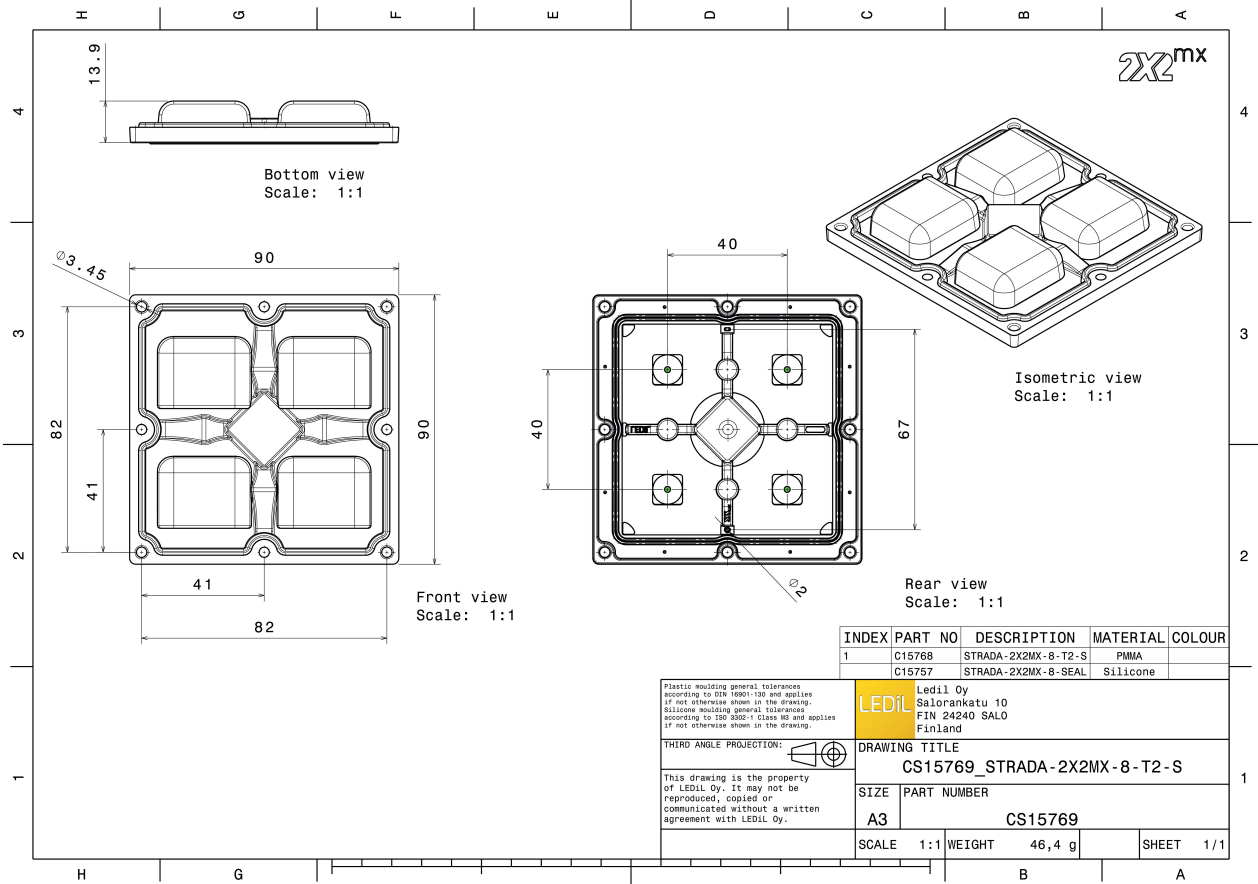 H G F E D C B A
4
3
2
1
4
3
2
1
2X2mx
13.9
Bottom view
Scale: 1:1
Ø3.45
90
82
41
90
41
82
Front view
Scale: 1:1
40
40
67
Ø2
Rear view
Scale: 1:1
Isometric view
Scale: 1:1
INDEX PART NO DESCRIPTION MATERIAL COLOUR
1 C15768 STRADA-2X2MX-8-T2-S PMMA
C15757 STRADA-2X2MX-8-SEAL Silicone
Plastic moulding general tolerances
according to DIN 16901-130 and applies
if not otherwise shown in the drawing.
Silicone moulding general tolerances
according to ISO 3302-1 Class M3 and applies
if not otherwise shown in the drawing.
THIRD ANGLE PROJECTION:
This drawing is the property
of LEDiL Oy. It may not be
reproduced, copied or
communicated without a written
agreement with LEDiL Oy.
LEDiL
Ledil Oy
Salorankatu 10
FIN 24240 SALO
Finland
DRAWING TITLE
CS15769_STRADA-2X2MX-8-T2-S
SIZE PART NUMBER
A3 CS15769
SCALE 1:1 WEIGHT 46,4 g SHEET 1/1
H G B A